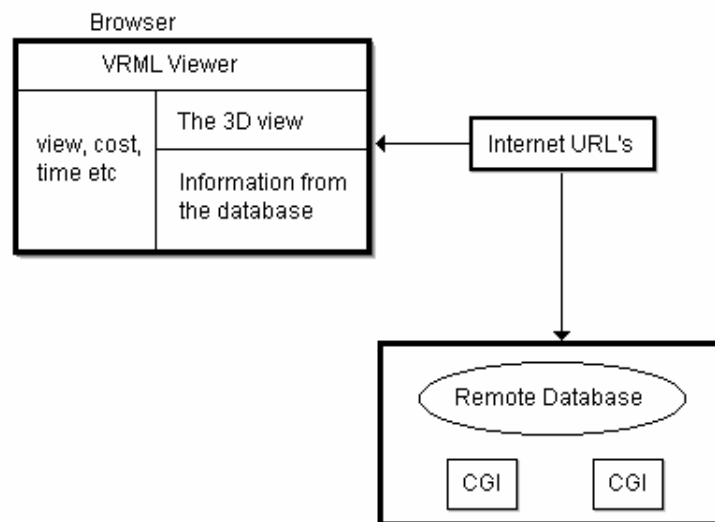 Browser
VRML Viewer
view, cost,
time etc
The 3D view
Information from
the database
Internet URL's
Remote Database
CGI
CGI